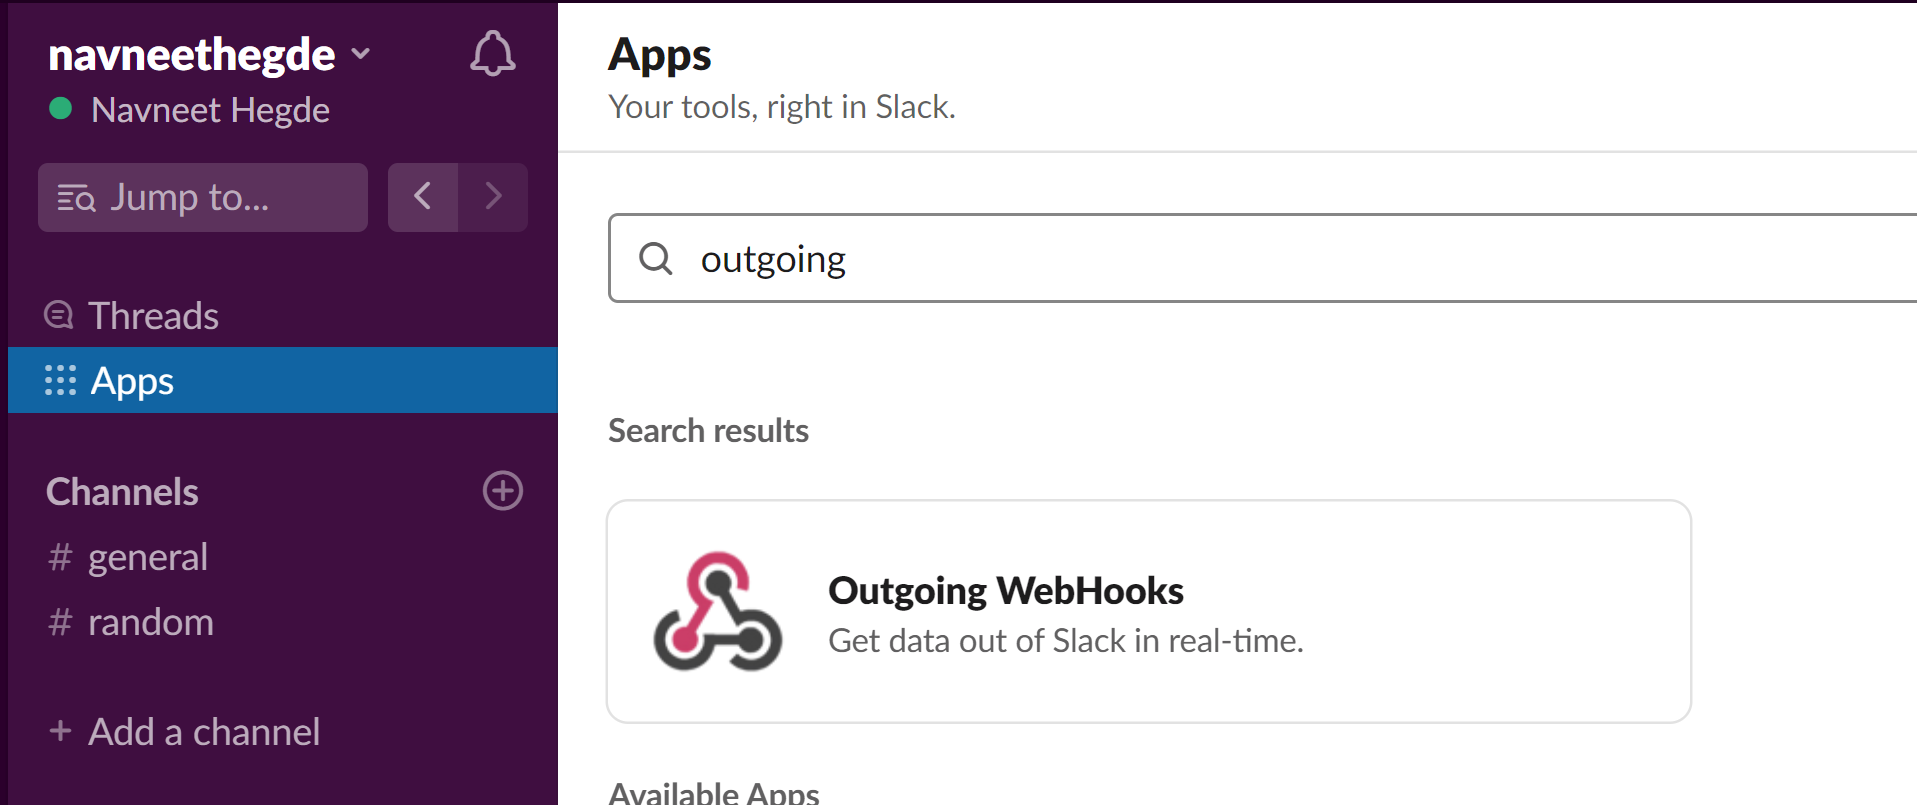 navneethegde
Navneet Hegde
Jump to...
Threads
Apps
Channels
# general
# random
+ Add a channel
Apps
Your tools, right in Slack.
outgoing
Search results
Outgoing WebHooks
Get data out of Slack in real-time.
Available Apps